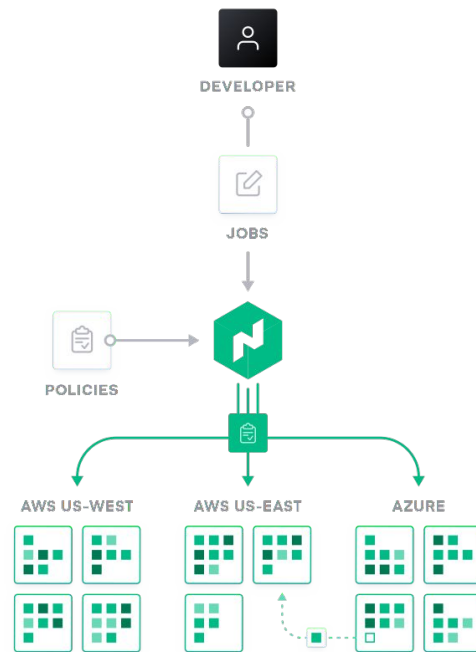 DEVELOPER
JOBS
POLICIES
AWS US-WEST
AWS US-EAST
AZURE